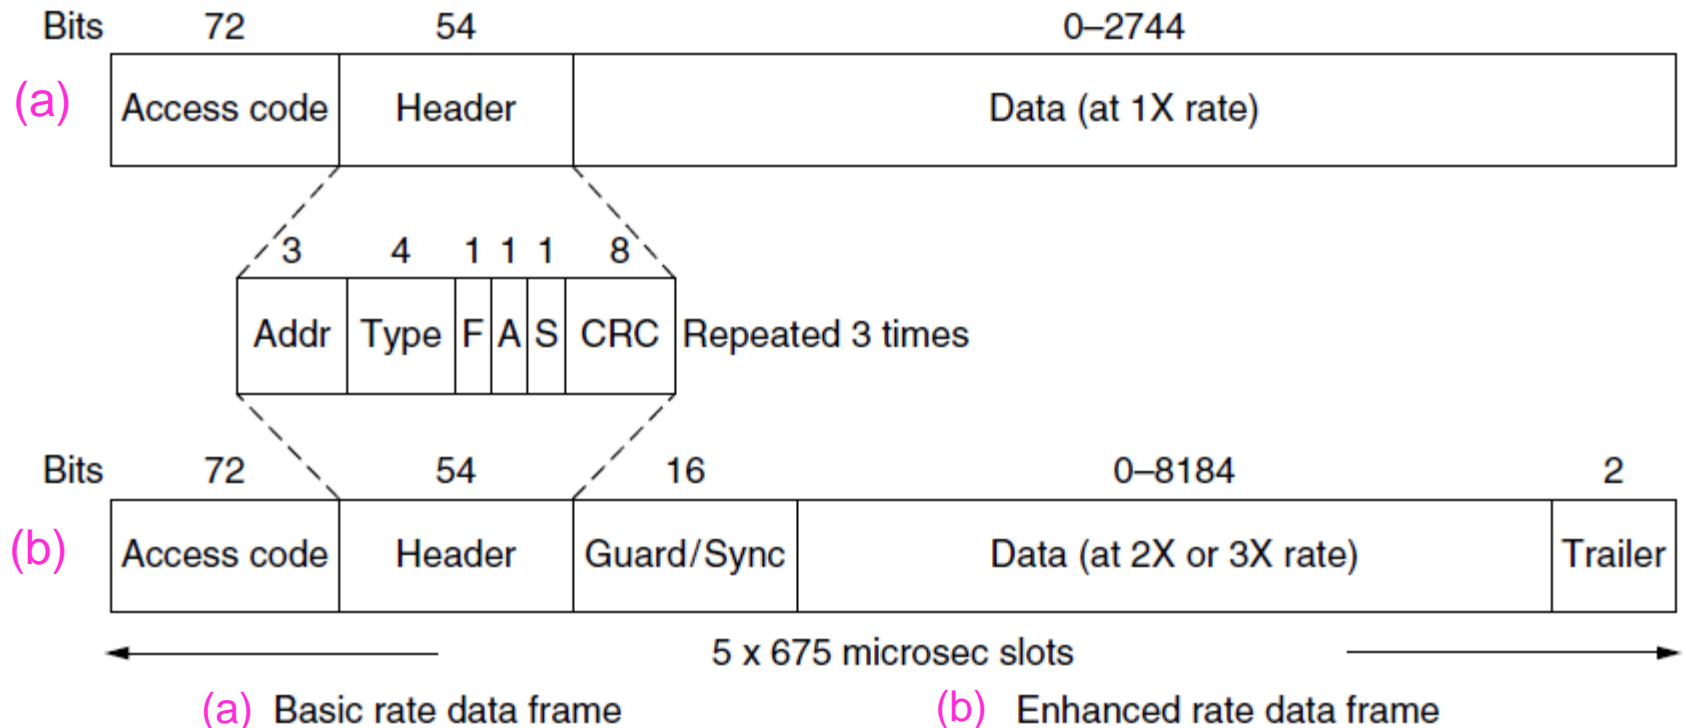 Bits 72 54 0–2744
(a) Access code Header Data (at 1X rate)
3 4 1 1 1 8
Addr Type F A S CRC Repeated 3 times
Bits 72 54 16 0–8184 2
(b) Access code Header Guard/Sync Data (at 2X or 3X rate) Trailer
5 x 675 microsec slots
(a) Basic rate data frame (b) Enhanced rate data frame